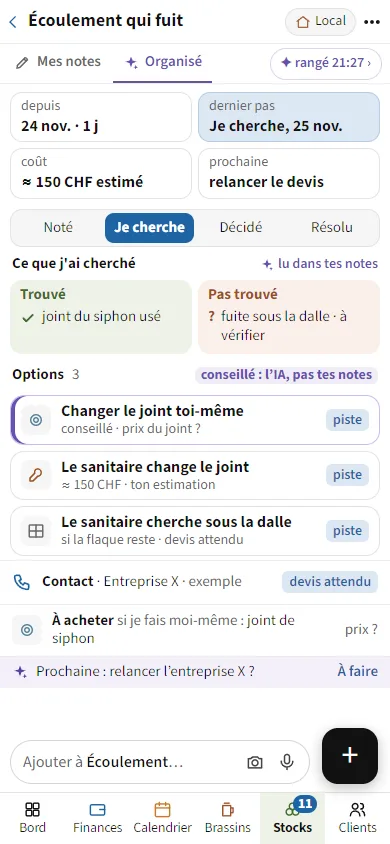 Écoulement qui fuit
Local
Mes notes
Organisé
rangé 21:27 ›
depuis
24 nov. · 1 j
dernier pas
Je cherche, 25 nov.
coût
≈ 150 CHF estimé
prochaine
relancer le devis
Noté
Je cherche
Décidé
Résolu
Ce que j'ai cherché
lu dans tes notes
Trouvé
joint du siphon usé
Pas trouvé
? fuite sous la dalle · à
vérifier
Options 3
conseillé : l’IA, pas tes notes
Changer le joint toi-même
conseillé · prix du joint ?
piste
Le sanitaire change le joint
≈ 150 CHF · ton estimation
piste
Le sanitaire cherche sous la dalle
si la flaque reste · devis attendu
piste
Contact · Entreprise X · exemple
devis attendu
À acheter si je fais moi-même : joint de
siphon
prix ?
Prochaine : relancer l’entreprise X ?
À faire
Ajouter à Écoulement…
+
Bord
Finances
Calendrier
Brassins
11
Stocks
Clients